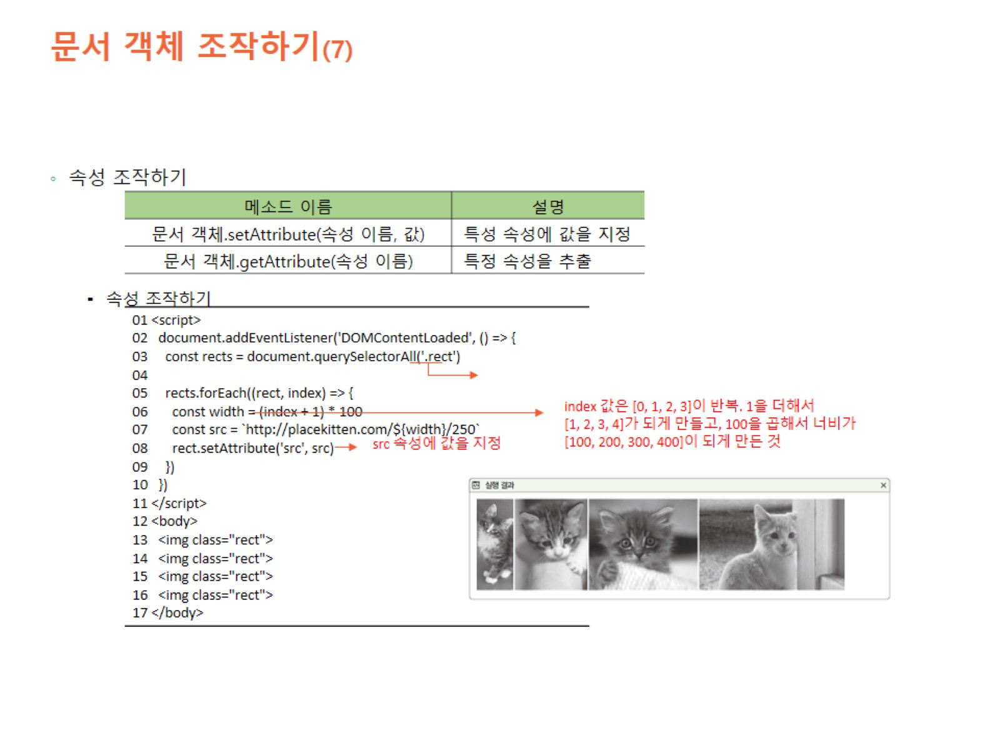 문서 객체 조작하기(7)
◦ 속성 조작하기
메소드 이름 설명
문서 객체.setAttribute(속성 이름, 값) 특성 속성에 값을 지정
문서 객체.getAttribute(속성 이름) 특정 속성을 추출
▪ 속성 조작하기
01 <script>
02 document.addEventListener('DOMContentLoaded', () => {
03 const rects = document.querySelectorAll('.rect')
04
05 rects.forEach((rect, index) => {
06 const width = (index + 1) * 100
07 const src = `http://placekitten.com/${width}/250`
08 rect.setAttribute('src', src)
09 })
10 })
11 </script>
12 <body>
13 <img class="rect">
14 <img class="rect">
15 <img class="rect">
16 <img class="rect">
17 </body>
index 값은 [0, 1, 2, 3]이 반복. 1을 더해서
[1, 2, 3, 4]가 되게 만들고, 100을 곱해서 너비가
[100, 200, 300, 400]이 되게 만든 것
src 속성에 값을 지정
실행 결과